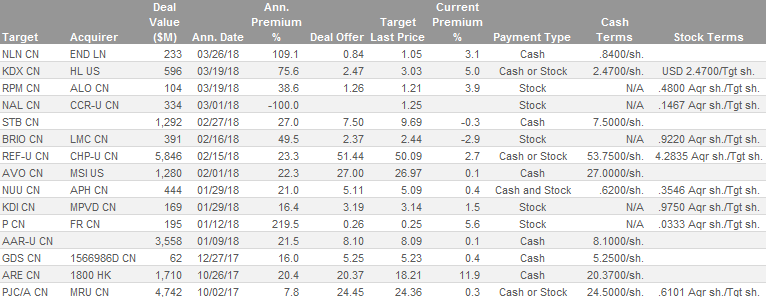 Deal Ann. Current
Value Premium Target Premium Cash
Target Acquirer ($M) Ann. Date % Deal Offer Last Price % Payment Type Terms Stock Terms
NLN CN END LN 233 03/26/18 109.1 0.84 1.05 3.1 Cash .8400/sh.
KDX CN HL US 596 03/19/18 75.6 2.47 3.03 5.0 Cash or Stock 2.4700/sh. USD 2.4700/Tgt sh.
RPM CN ALO CN 104 03/19/18 38.6 1.26 1.21 3.9 Stock N/A .4800 Aqr sh./Tgt sh.
NAL CN CCR-U CN 334 03/01/18 -100.0 1.25 Stock N/A .1467 Aqr sh./Tgt sh.
STB CN 1,292 02/27/18 27.0 7.50 9.69 -0.3 Cash 7.5000/sh.
BRIO CN LMC CN 391 02/16/18 49.5 2.37 2.44 -2.9 Stock N/A .9220 Aqr sh./Tgt sh.
REF-U CN CHP-U CN 5,846 02/15/18 23.3 51.44 50.09 2.7 Cash or Stock 53.7500/sh. 4.2835 Aqr sh./Tgt sh.
AVO CN MSI US 1,280 02/01/18 22.3 27.00 26.97 0.1 Cash 27.0000/sh.
NUU CN APH CN 444 01/29/18 21.0 5.11 5.09 0.4 Cash and Stock .6200/sh. .3546 Aqr sh./Tgt sh.
KDI CN MPVD CN 169 01/29/18 16.4 3.19 3.14 1.5 Stock N/A .9750 Aqr sh./Tgt sh.
P CN FR CN 195 01/12/18 219.5 0.26 0.25 5.6 Stock N/A .0333 Aqr sh./Tgt sh.
AAR-U CN 3,558 01/09/18 21.5 8.10 8.09 0.1 Cash 8.1000/sh.
GDS CN 1566986D CN 62 12/27/17 16.0 5.25 5.23 0.4 Cash 5.2500/sh.
ARE CN 1800 HK 1,710 10/26/17 20.4 20.37 18.21 11.9 Cash 20.3700/sh.
PJC/A CN MRU CN 4,742 10/02/17 7.8 24.45 24.36 0.3 Cash or Stock 24.5000/sh. .6101 Aqr sh./Tgt sh.